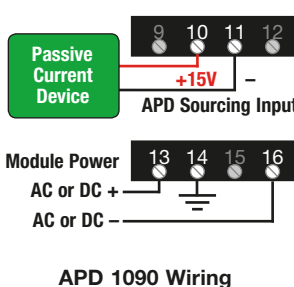 9 10 11 12
Passive
Current
Device
+15V –
APD Sourcing Input
Module Power 13 14 15 16
AC or DC +
AC or DC –
APD 1090 Wiring